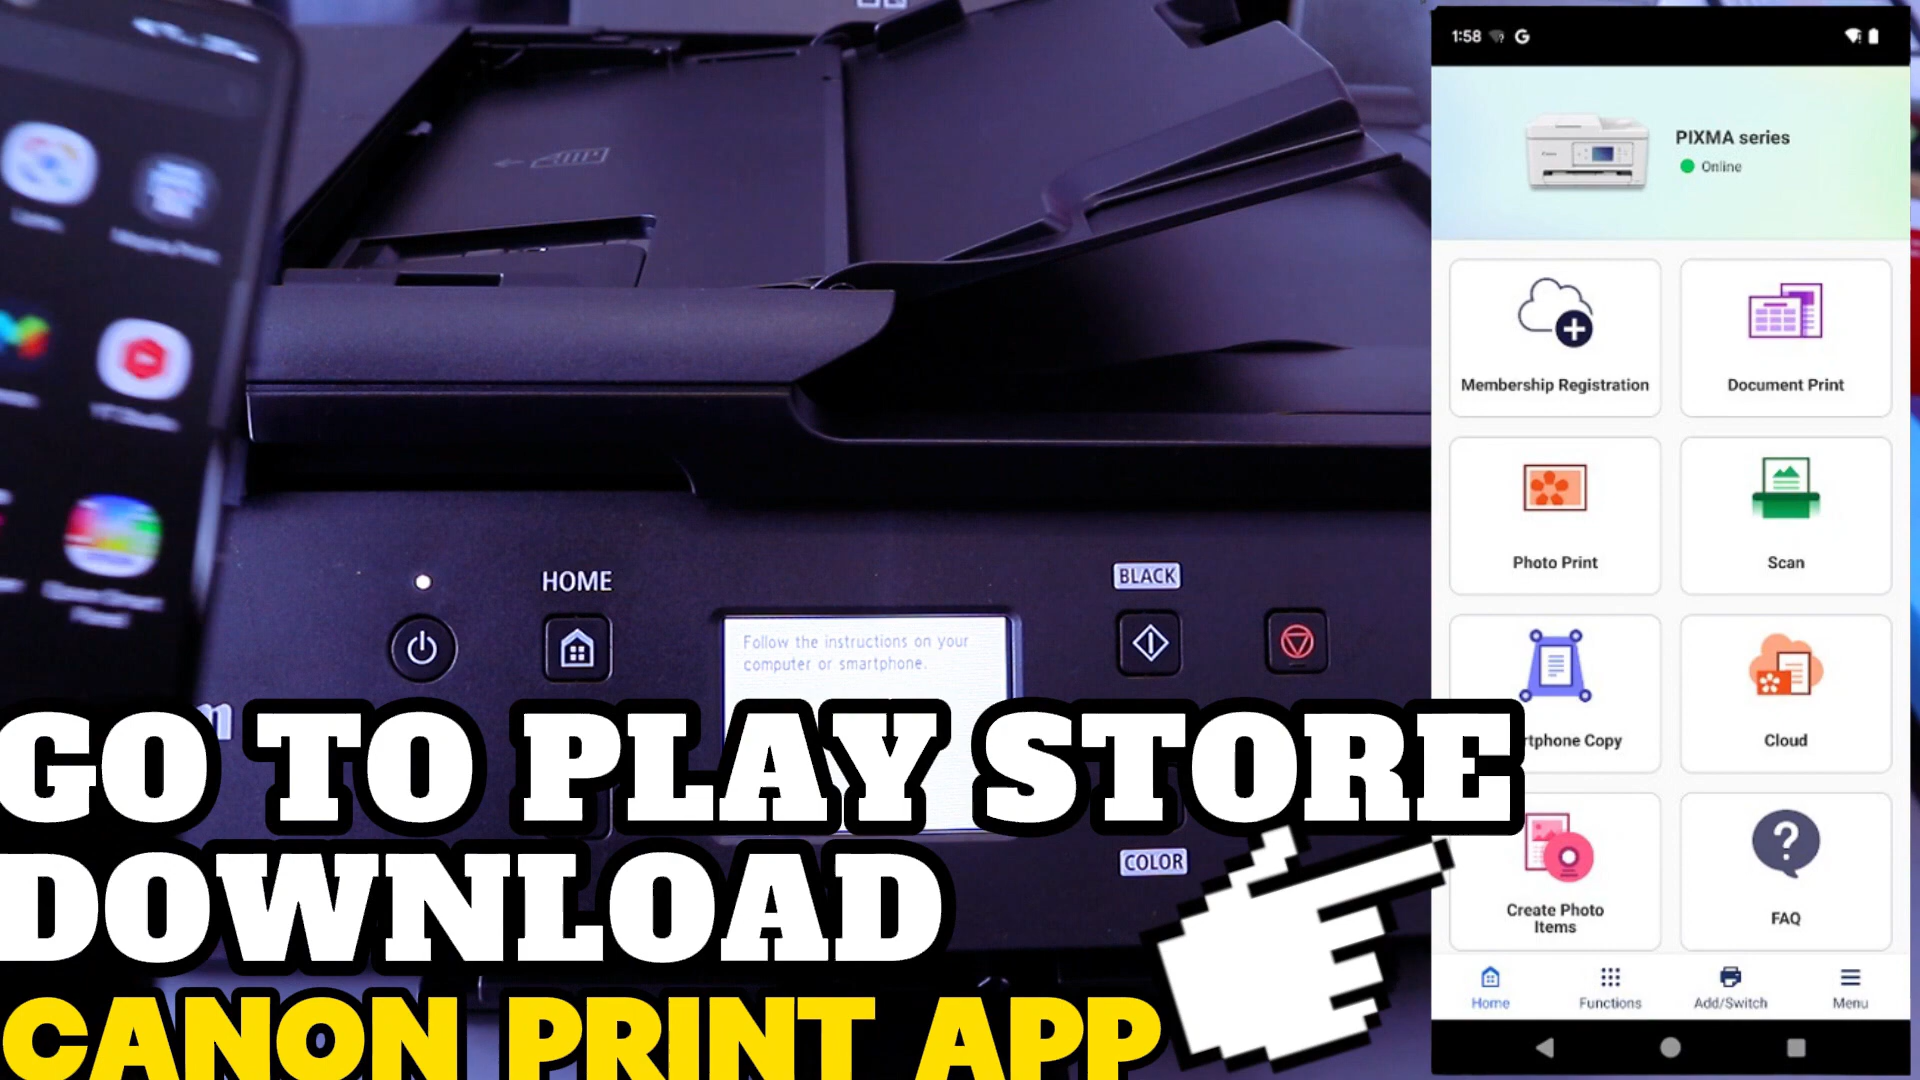 HOME
BLACK
Follow the instructions on your
computer or smartphone.
COLOR
GO TO PLAY STORE
DOWNLOAD
CANON PRINT APP
1:58
G
PIXMA series
Online
Membership Registration
Document Print
Photo Print
Scan
rtphone Copy
Cloud
Create Photo
Items
FAQ
Home
Functions
Add/Switch
Menu